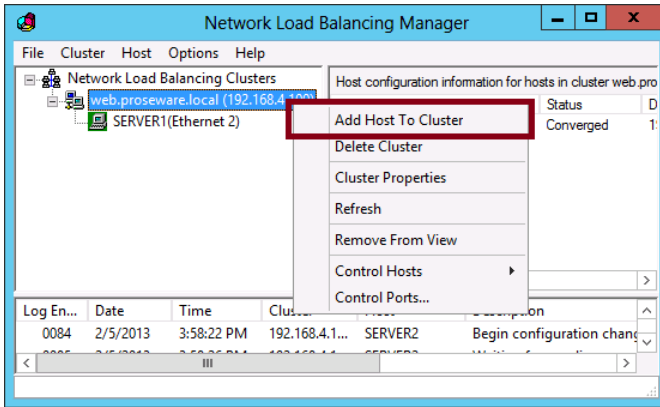 Network Load Balancing Manager
File Cluster Host Options Help
Network Load Balancing Clusters
Host configuration information for hosts in cluster web.pro
web.proseware.local (192.168.4.100)
Status D
SERVER1(Ethernet 2)
Converged 1
Add Host To Cluster
Delete Cluster
Cluster Properties
Refresh
Remove From View
Control Hosts
Control Ports...
Log En... Date Time
0084 2/5/2013 3:58:22 PM 192.168.4.1... SERVER2 Begin configuration chang